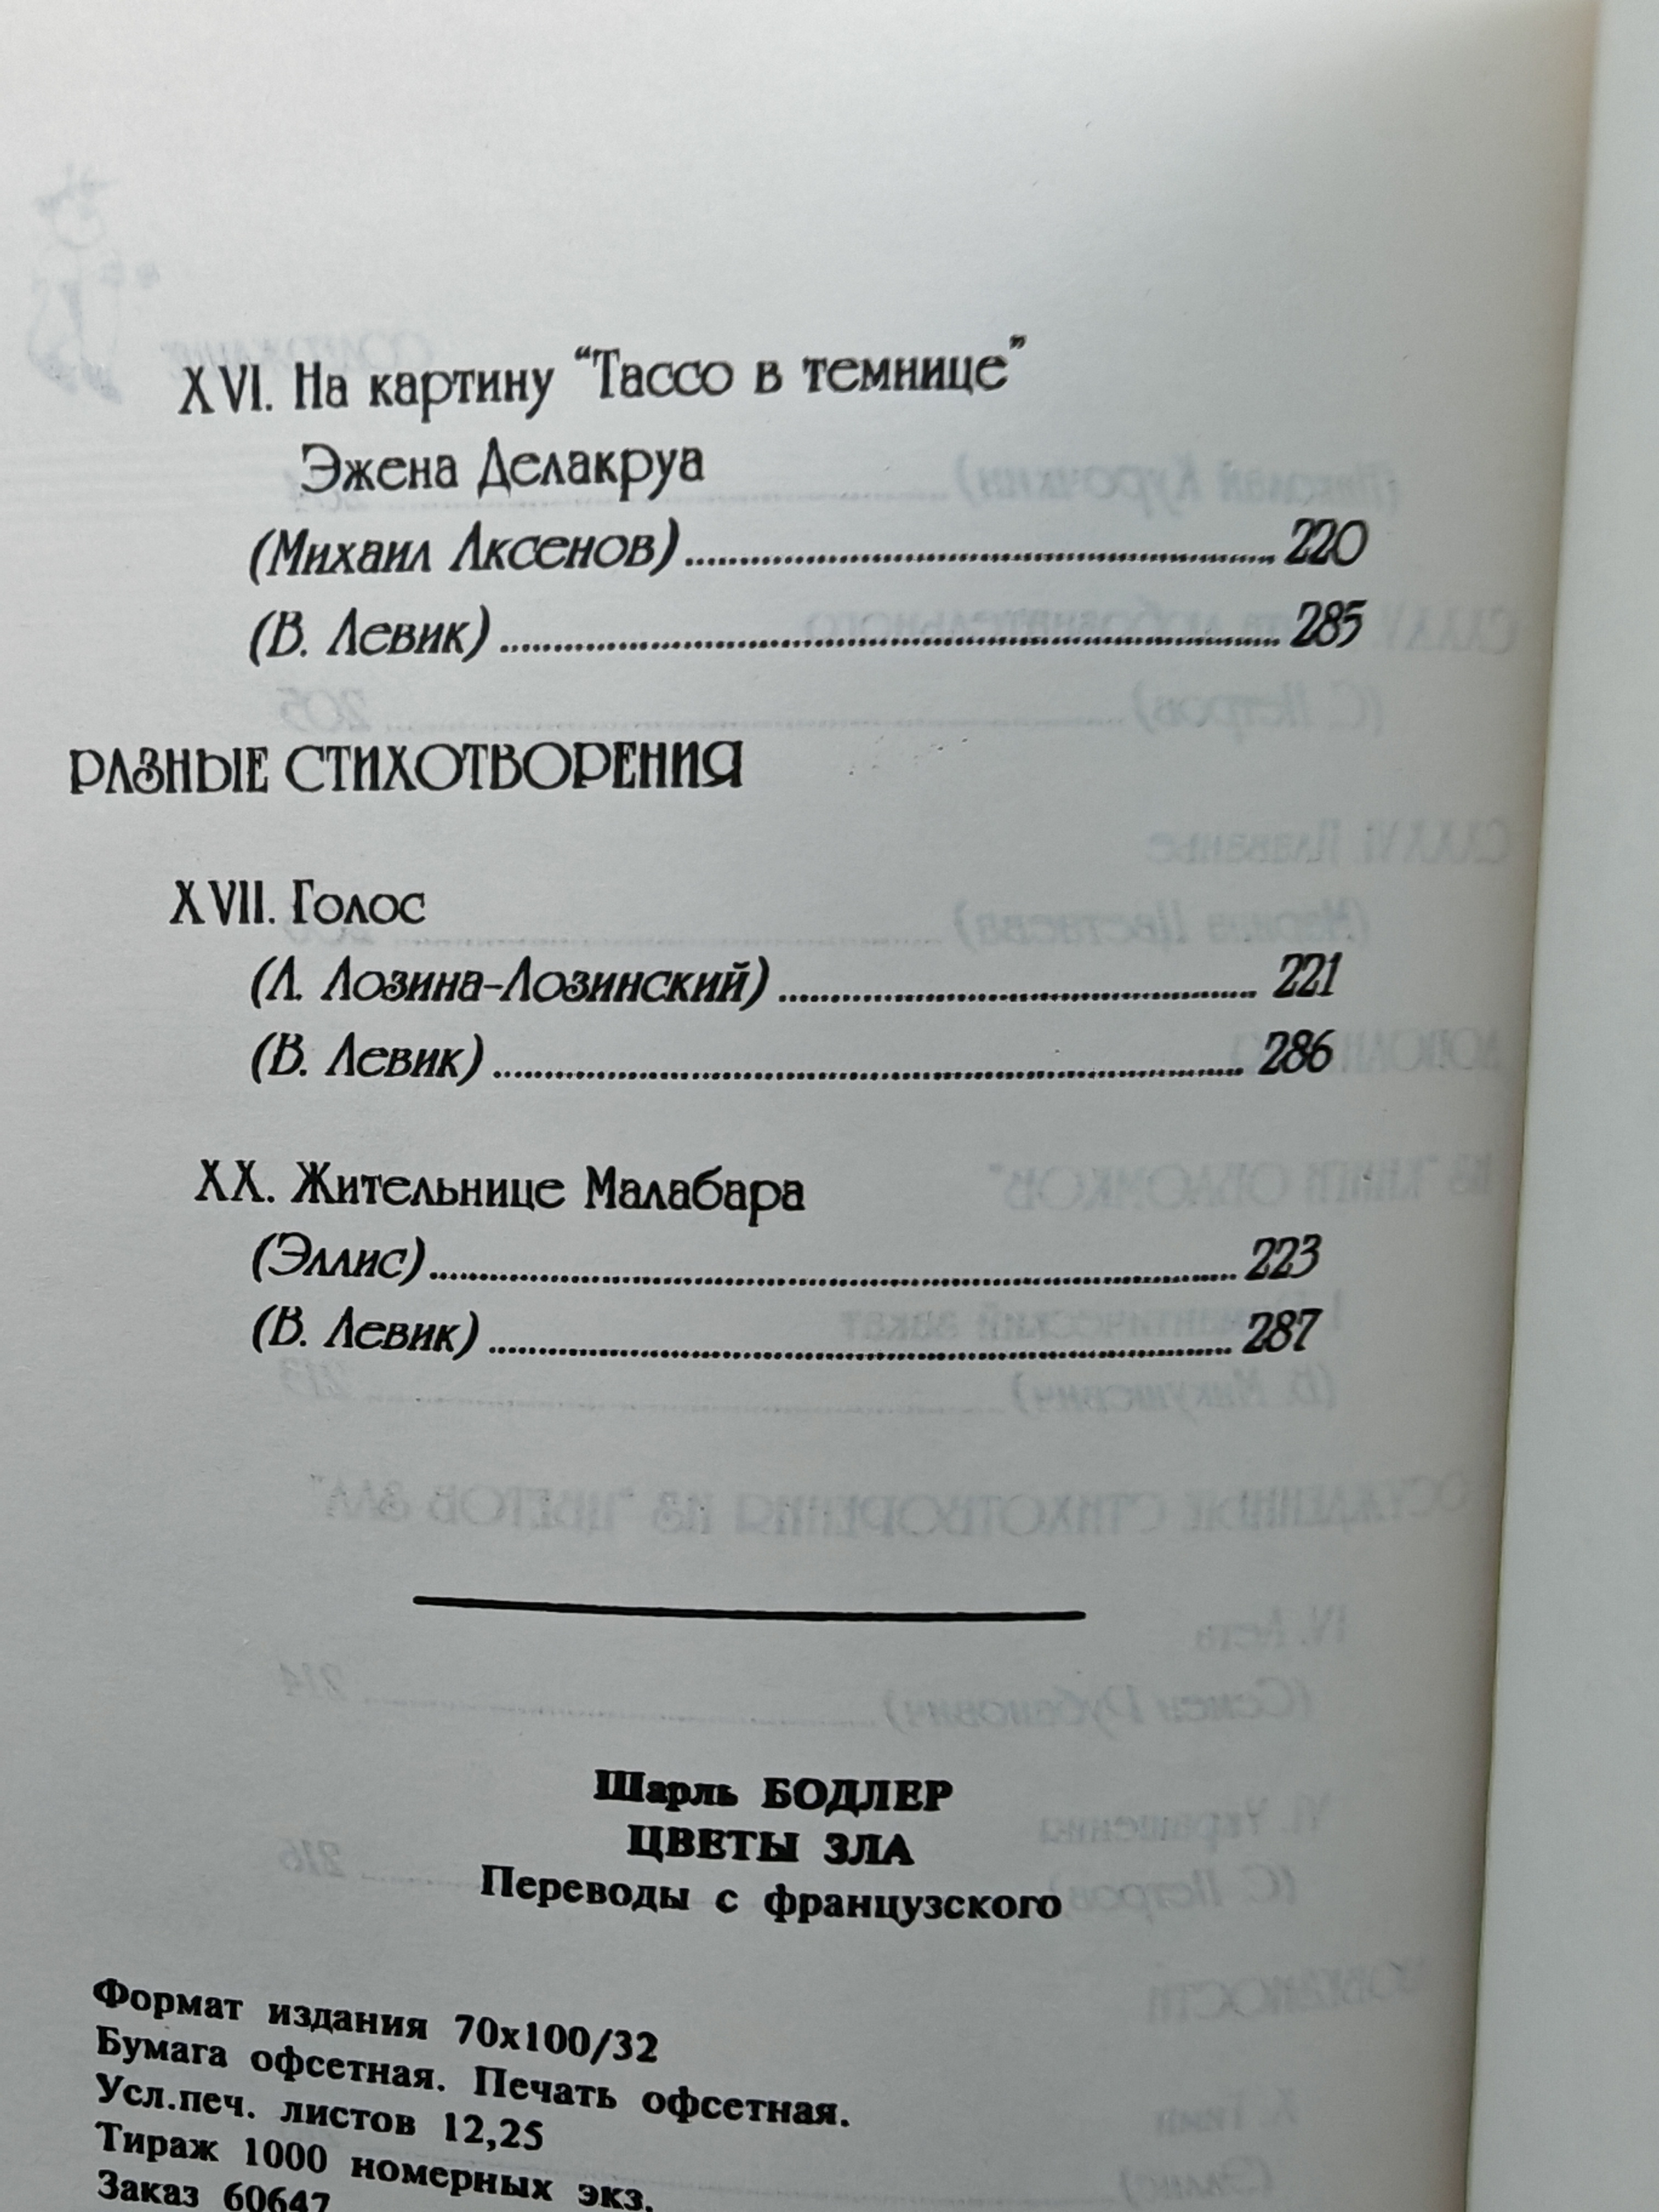 XVI. На картину “Тассо в темнице”
Эжена Делакруа
(Михаил Аксенов) 220
(В. Левик) 285
РАЗНЫЕ СТИХОТВОРЕНИЯ
XVII. Голос
(А. Лозина-Лозинский) 221
(В. Левик) 286
XX. Жительнице Малабара
(Эллис) 223
(В. Левик) 287
Шарль БОДЛЕР
ЦВЕТЫ ЗЛА
Переводы с французского
Формат издания 70х100/32
Бумага офсетная. Печать офсетная.
Усл.печ. листов 12,25
Тираж 1000 номерных экз.
Заказ 60647